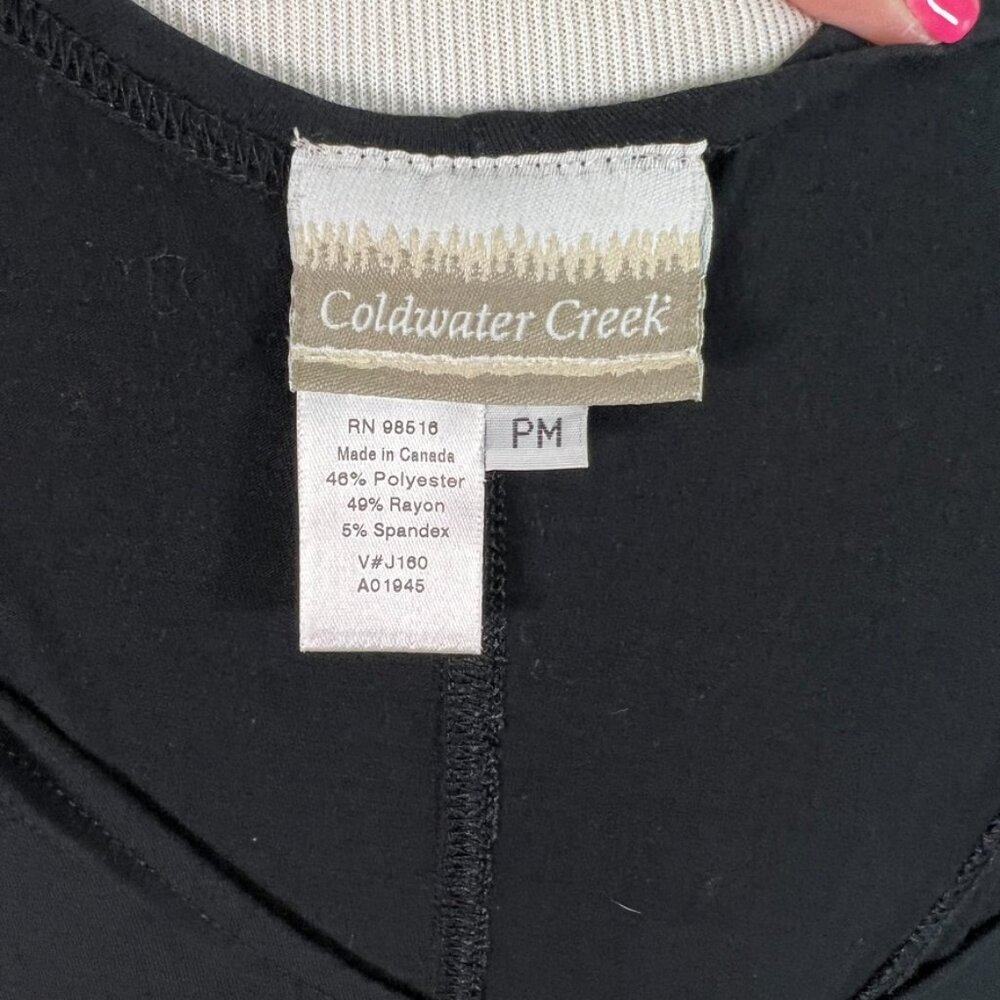 Coldwater Creek
PM
RN 98516
Made in Canada
46% Polyester
49% Rayon
5% Spandex
V#J160
A01945